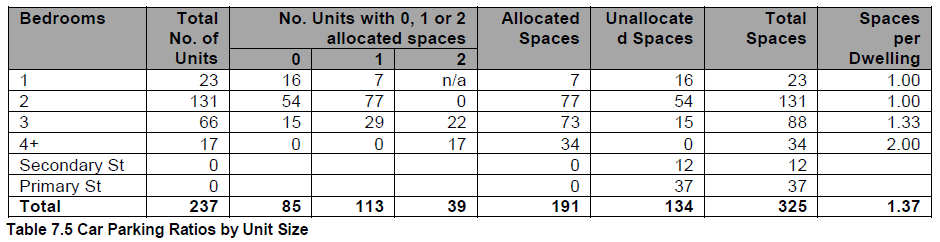 Bedrooms Total No. of Units No. Units with 0, 1 or 2 allocated spaces Allocated Spaces Unallocate d Spaces Total Spaces Spaces per Dwelling
0 1 2
1 23 16 7 n/a 7 16 23 1.00
2 131 54 77 0 77 54 131 1.00
3 66 15 29 22 73 15 88 1.33
4+ 17 0 0 17 34 0 34 2.00
Secondary St 0 0 12 12
Primary St 0 0 37 37
Total 237 85 113 39 191 134 325 1.37
Table 7.5 Car Parking Ratios by Unit Size